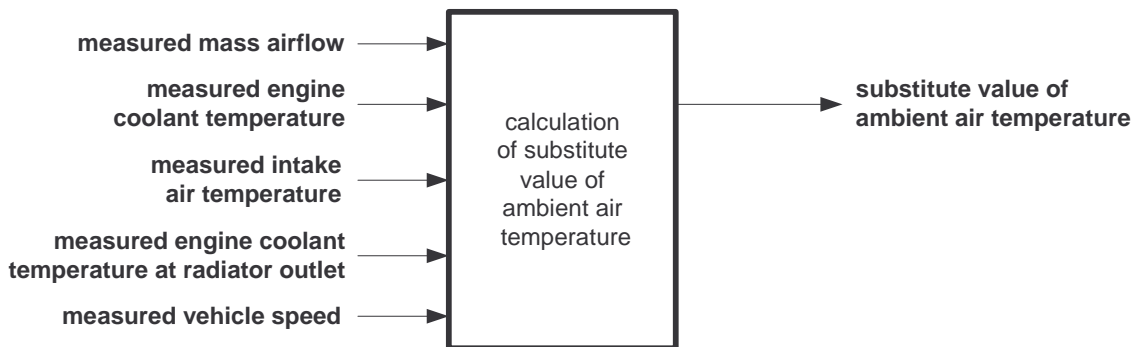 measured mass airflow
measured engine
coolant temperature
measured intake
air temperature
measured engine coolant
temperature at radiator outlet
measured vehicle speed
calculation
of substitute
value of
ambient air
temperature
substitute value of
ambient air temperature